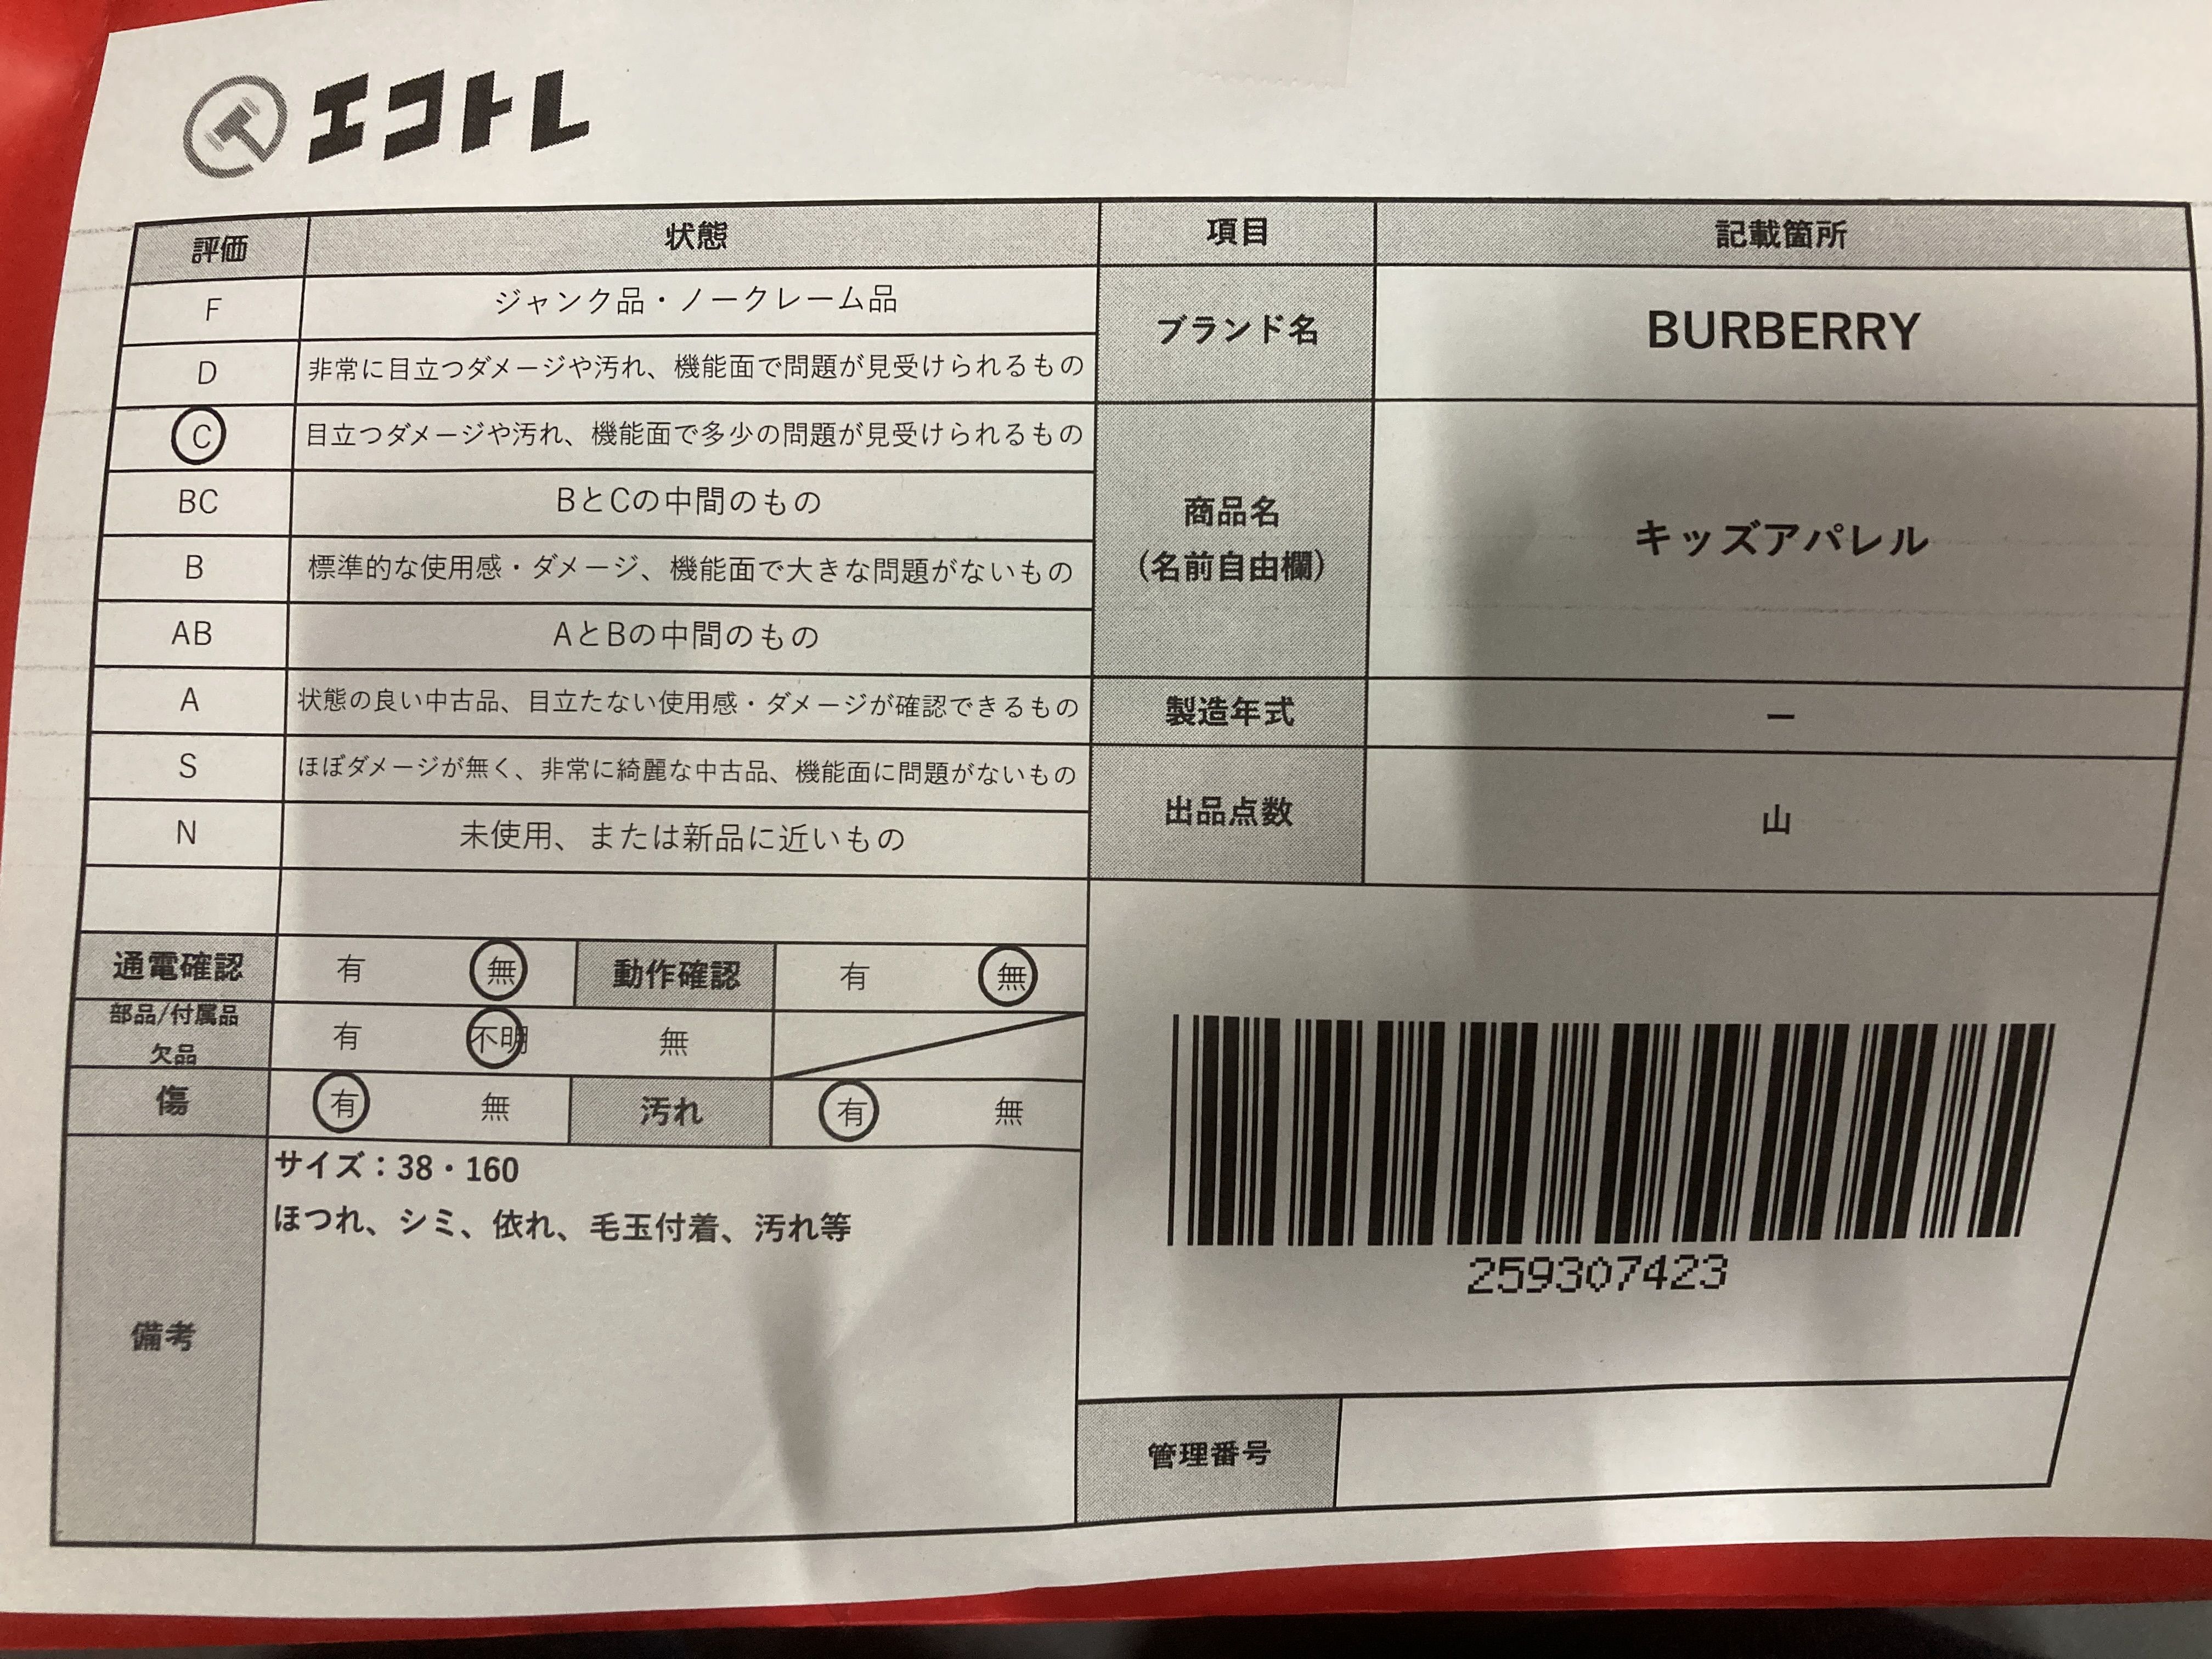 エコトレ
評価 状態 項目 記載箇所
F ジャンク品・ノークレーム品
D 非常に目立つダメージや汚れ、機能面で問題が見受けられるもの
C 目立つダメージや汚れ、機能面で多少の問題が見受けられるもの
BC BとCの中間のもの
B 標準的な使用感・ダメージ、機能面で大きな問題がないもの
AB AとBの中間のもの
A 状態の良い中古品、目立たない使用感・ダメージが確認できるもの
S ほぼダメージが無く、非常に綺麗な中古品、機能面に問題がないもの
N 未使用、または新品に近いもの
ブランド名 BURBERRY
商品名
(名前自由欄)
キッズアパレル
製造年式 ー
出品点数 山
通電確認 有 無 動作確認 有 無
部品/付属品
欠品
有 不明 無
傷 有 無 汚れ 有 無
備考
サイズ：38・160
ほつれ、シミ、依れ、毛玉付着、汚れ等
259307423
管理番号